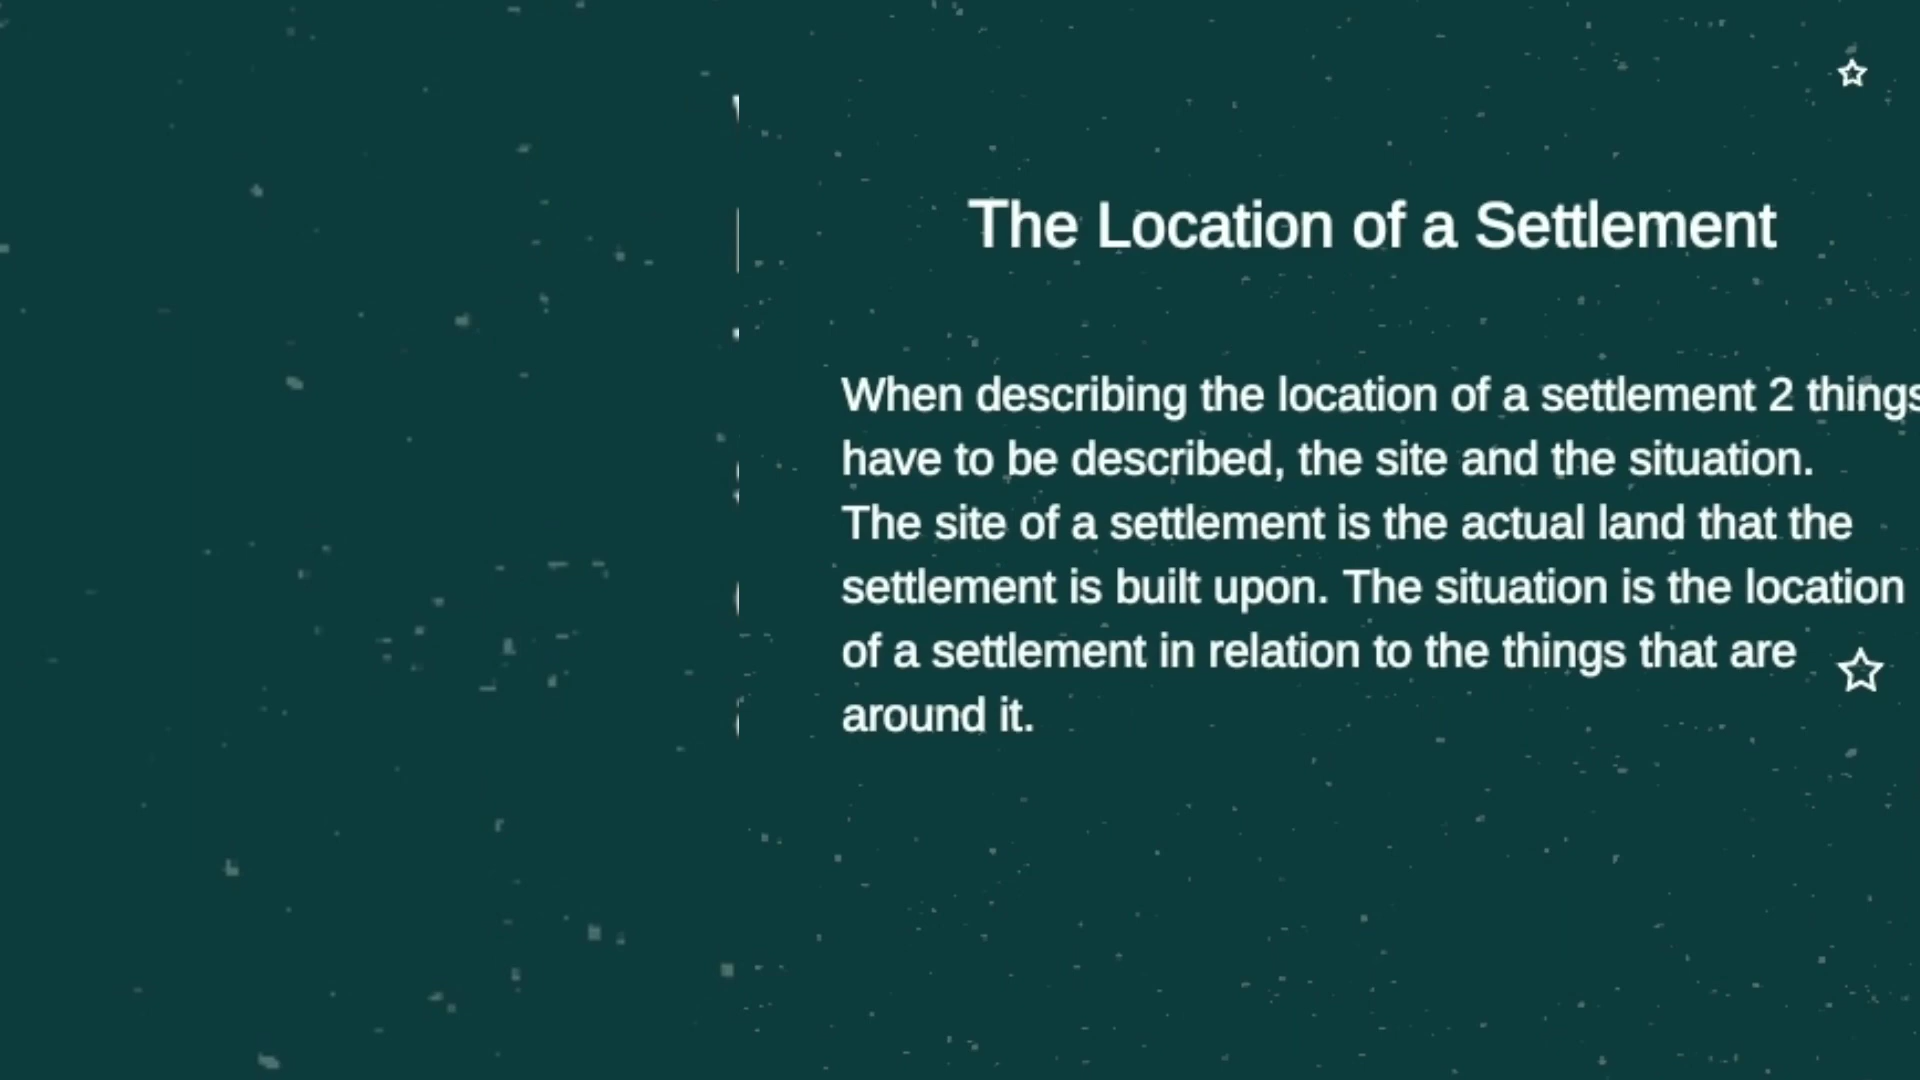 The Location of a Settlement
When describing the location of a settlement 2 things
have to be described, the site and the situation.
The site of a settlement is the actual land that the
settlement is built upon. The situation is the location
of a settlement in relation to the things that are
around it.